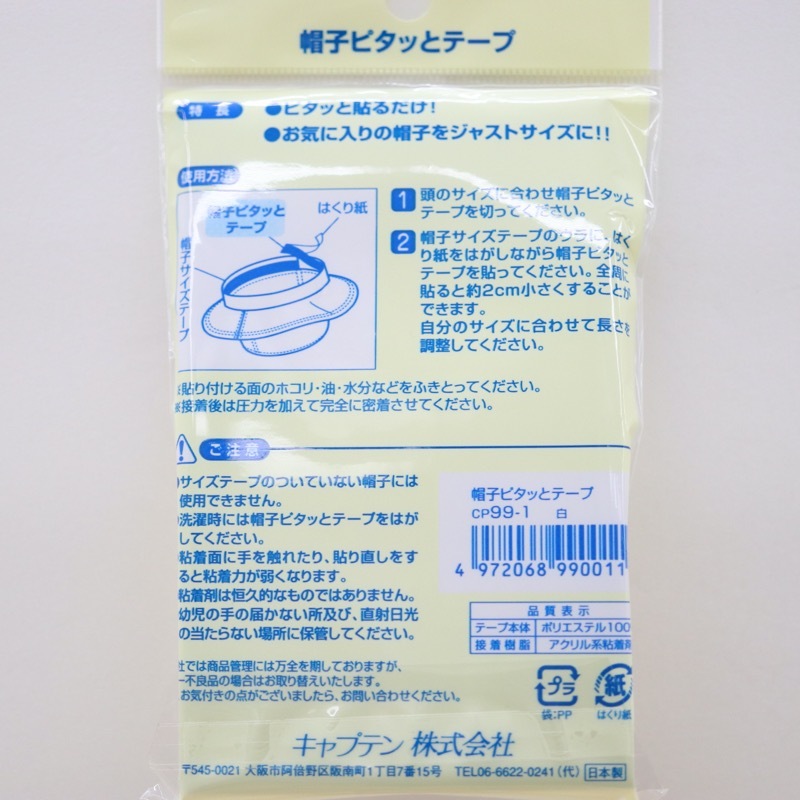 帽子ピタッとテープ
特長
●ピタッと貼るだけ!
●お気に入りの帽子をジャストサイズに!!
使用方法
帽子ピタッと
テープ
はくり紙
帽子サイズテープ
1 頭のサイズに合わせ帽子ピタッと
テープを切ってください。
2 帽子サイズテープのウラに、はく
り紙をはがしながら帽子ピタッと
テープを貼ってください。全周に
貼ると約2cm小さくすることが
できます。
自分のサイズに合わせて長さを
調整してください。
※貼り付ける面のホコリ・油・水分などをふきとってください。
※接着後は圧力を加えて完全に密着させてください。
ご注意
サイズテープのついていない帽子には
使用できません。
洗濯時には帽子ピタッとテープをはが
してください。
粘着面に手を触れたり、貼り直しをす
ると粘着力が弱くなります。
粘着剤は恒久的なものではありません。
幼児の手の届かない所及び、直射日光
の当たらない場所に保管してください。
帽子ピタッとテープ
CP99-1 白
4 972068 990011
品質表示
テープ本体 ポリエステル100
接着樹脂 アクリル系粘着剤
社では商品管理には万全を期しておりますが、
一不良品の場合はお取り替えいたします。
お気付きの点がございましたら、お問い合わせください。
プラ
袋:PP
紙
はくり紙
キャプテン 株式会社
〒545-0021 大阪市阿倍野区阪南町1丁目7番15号 TEL06-6622-0241(代) 日本製